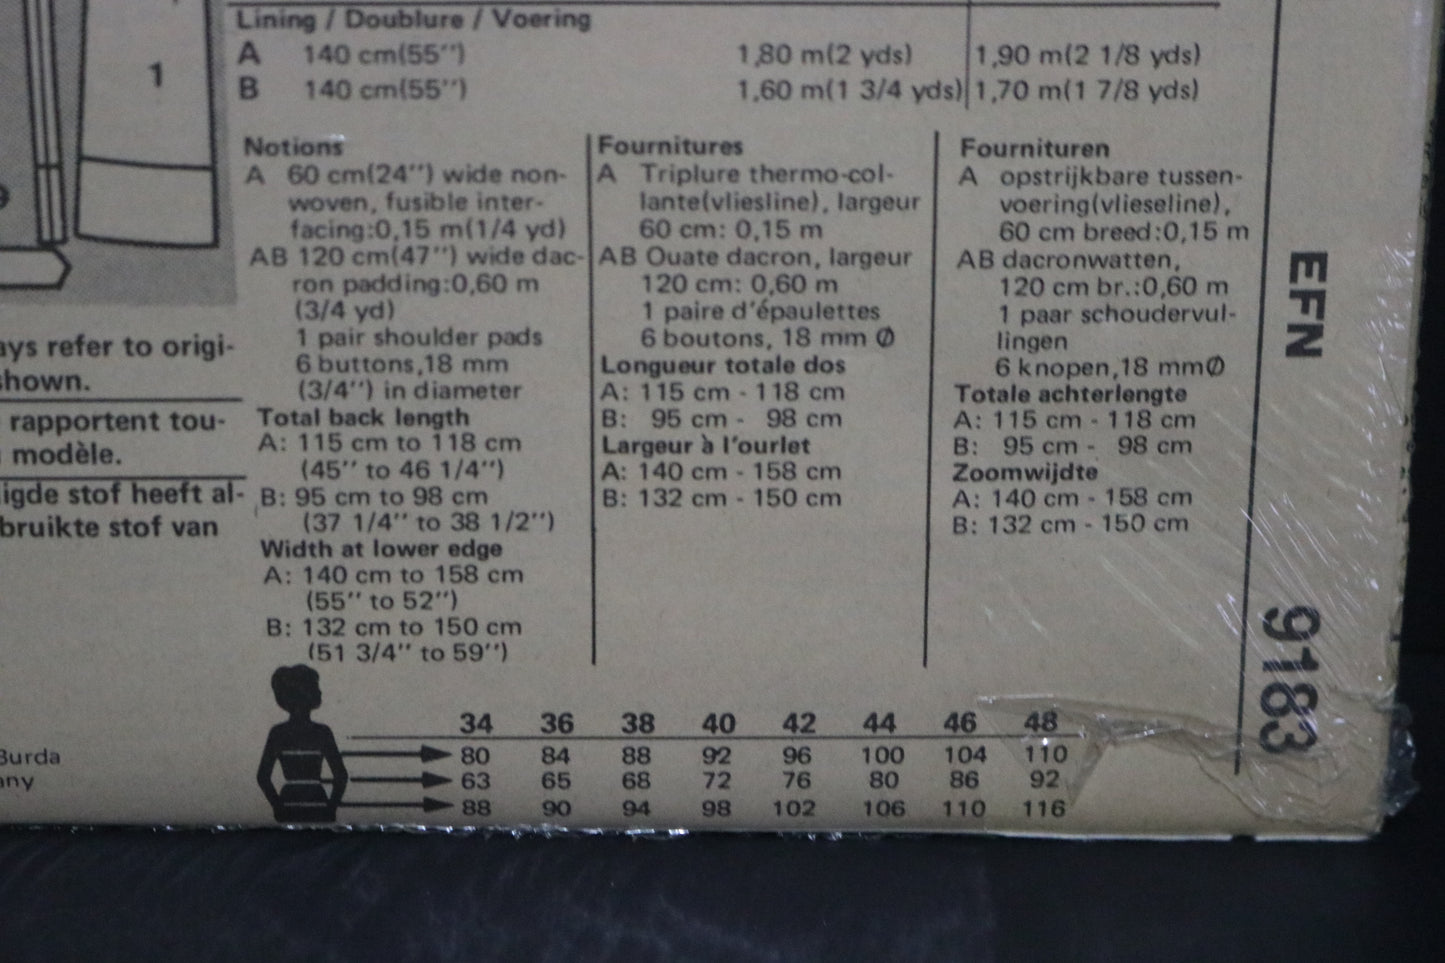 Lining / Doublure / Voering
A 140 cm(55'') 1,80 m(2 yds) 1,90 m(2 1/8 yds)
B 140 cm(55'') 1,60 m(1 3/4 yds) 1,70 m(1 7/8 yds)
1
Notions
A 60 cm(24'') wide non-
woven, fusible inter-
facing:0,15 m(1/4 yd)
AB 120 cm(47'') wide dac-
ron padding:0,60 m
(3/4 yd)
1 pair shoulder pads
6 buttons,18 mm
(3/4'') in diameter
Total back length
A: 115 cm to 118 cm
(45'' to 46 1/4'')
B: 95 cm to 98 cm
(37 1/4'' to 38 1/2'')
Width at lower edge
A: 140 cm to 158 cm
(55'' to 52'')
B: 132 cm to 150 cm
(51 3/4'' to 59'')
Fournitures
A Triplure thermo-col-
lante(vliesline), largeur
60 cm: 0,15 m
AB Ouate dacron, largeur
120 cm: 0,60 m
1 paire d'épaulettes
6 boutons, 18 mm Ø
Longueur totale dos
A: 115 cm - 118 cm
B: 95 cm - 98 cm
Largeur à l'ourlet
A: 140 cm - 158 cm
B: 132 cm - 150 cm
Fournituren
A opstrijkbare tussen-
voering(vlieseline),
60 cm breed:0,15 m
AB dacronwatten,
120 cm br.:0,60 m
1 paar schoudervul-
lingen
6 knopen,18 mmØ
Totale achterlengte
A: 115 cm - 118 cm
B: 95 cm - 98 cm
Zoomwijdte
A: 140 cm - 158 cm
B: 132 cm - 150 cm
ays refer to origi-
shown.
rapportent tou-
modèle.
igde stof heeft al-
bruikte stof van
Burda
any
34 36 38 40 42 44 46 48
80 84 88 92 96 100 104 110
63 65 68 72 76 80 86 92
88 90 94 98 102 106 110 116
EFN
9183